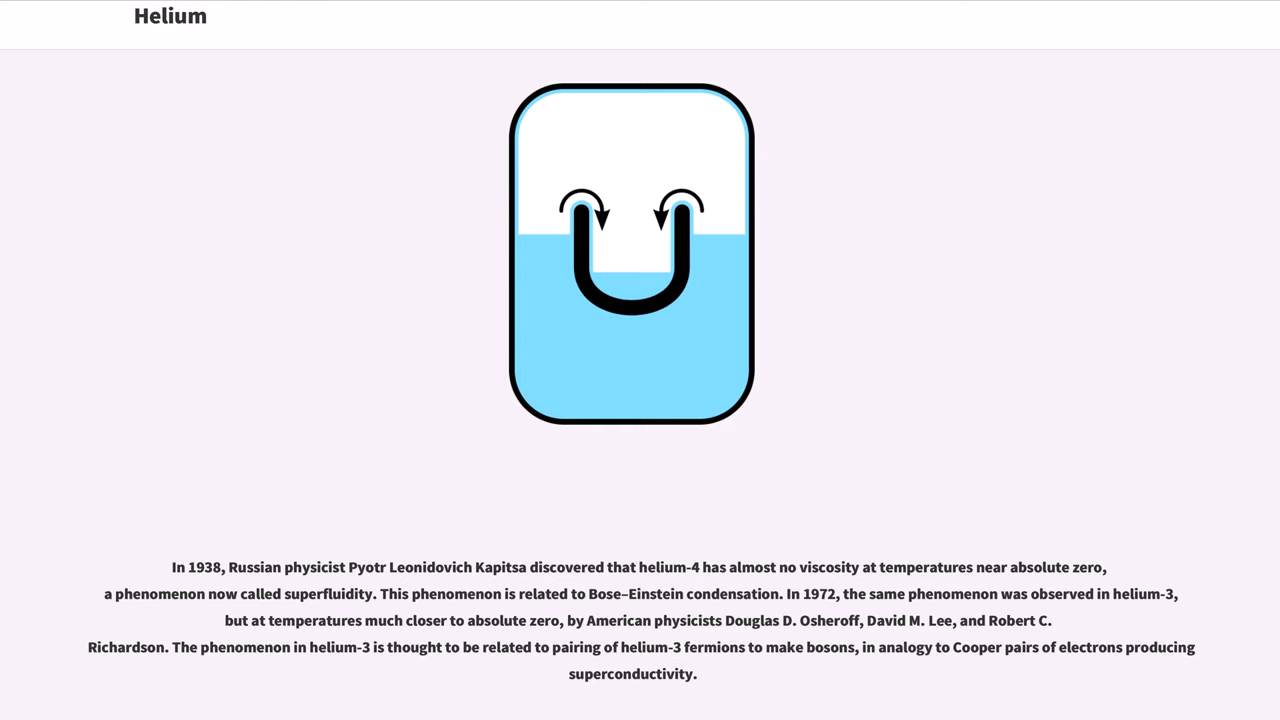 Helium
In 1938, Russian physicist Pyotr Leonidovich Kapitsa discovered that helium-4 has almost no viscosity at temperatures near absolute zero,
a phenomenon now called superfluidity. This phenomenon is related to Bose–Einstein condensation. In 1972, the same phenomenon was observed in helium-3,
but at temperatures much closer to absolute zero, by American physicists Douglas D. Osheroff, David M. Lee, and Robert C.
Richardson. The phenomenon in helium-3 is thought to be related to pairing of helium-3 fermions to make bosons, in analogy to Cooper pairs of electrons producing
superconductivity.